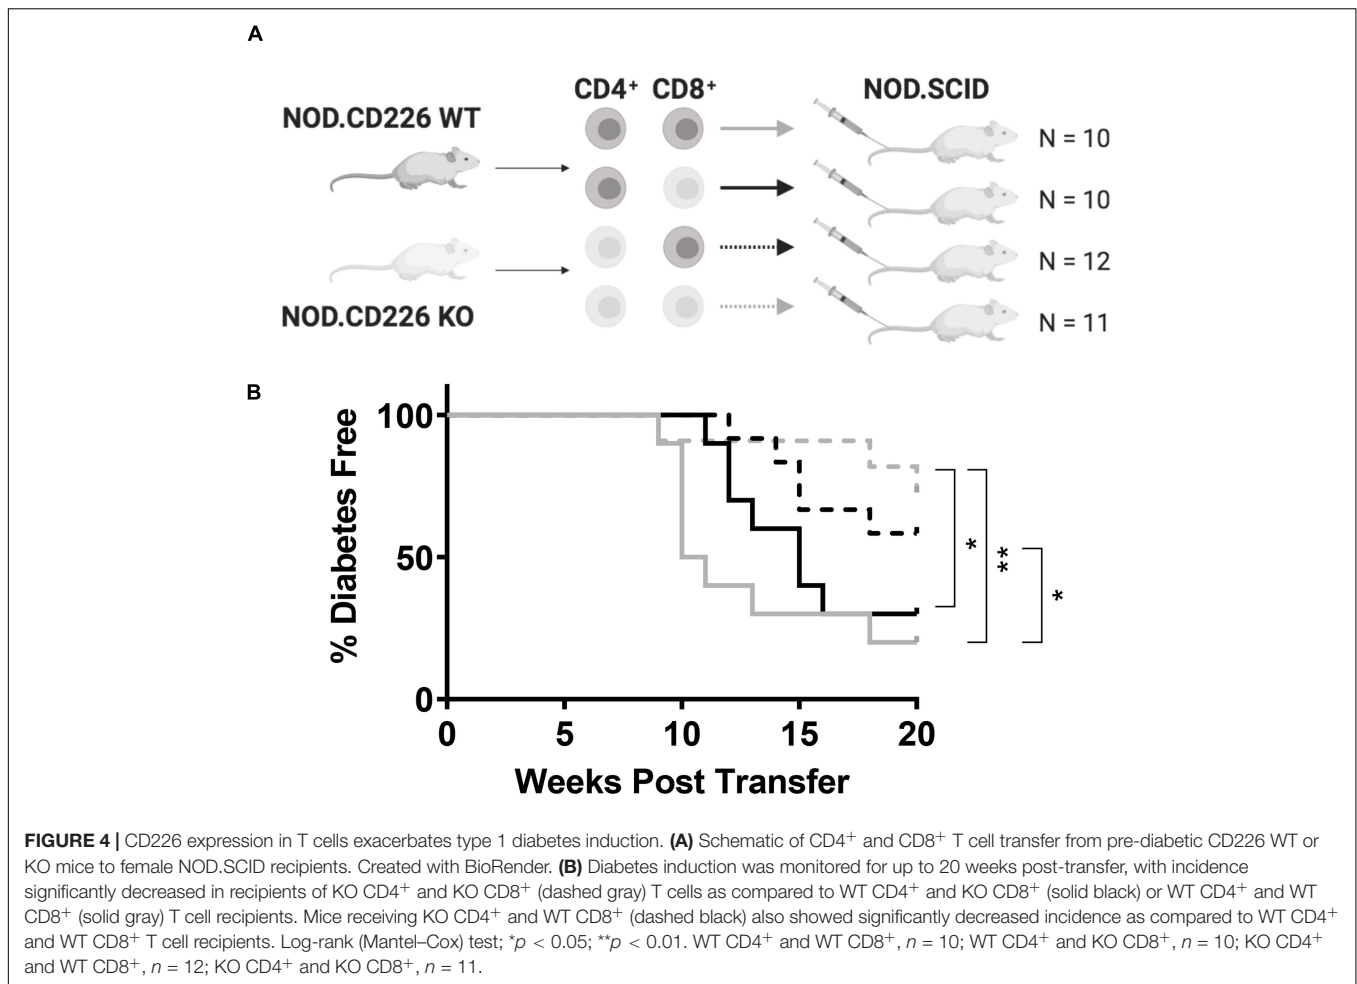 A
CD4⁺ CD8⁺ NOD.SCID
NOD.CD226 WT
N = 10
N = 10
N = 12
NOD.CD226 KO
N = 11
B
% Diabetes Free
100
50
0
0 5 10 15 20
Weeks Post Transfer
*
**
*
FIGURE 4 | CD226 expression in T cells exacerbates type 1 diabetes induction. (A) Schematic of CD4⁺ and CD8⁺ T cell transfer from pre-diabetic CD226 WT or
KO mice to female NOD.SCID recipients. Created with BioRender. (B) Diabetes induction was monitored for up to 20 weeks post-transfer, with incidence
significantly decreased in recipients of KO CD4⁺ and KO CD8⁺ (dashed gray) T cells as compared to WT CD4⁺ and KO CD8⁺ (solid black) or WT CD4⁺ and WT
CD8⁺ (solid gray) T cell recipients. Mice receiving KO CD4⁺ and WT CD8⁺ (dashed black) also showed significantly decreased incidence as compared to WT CD4⁺
and WT CD8⁺ T cell recipients. Log-rank (Mantel–Cox) test; *p < 0.05; **p < 0.01. WT CD4⁺ and WT CD8⁺, n = 10; WT CD4⁺ and KO CD8⁺, n = 10; KO CD4⁺
and WT CD8⁺, n = 12; KO CD4⁺ and KO CD8⁺, n = 11.